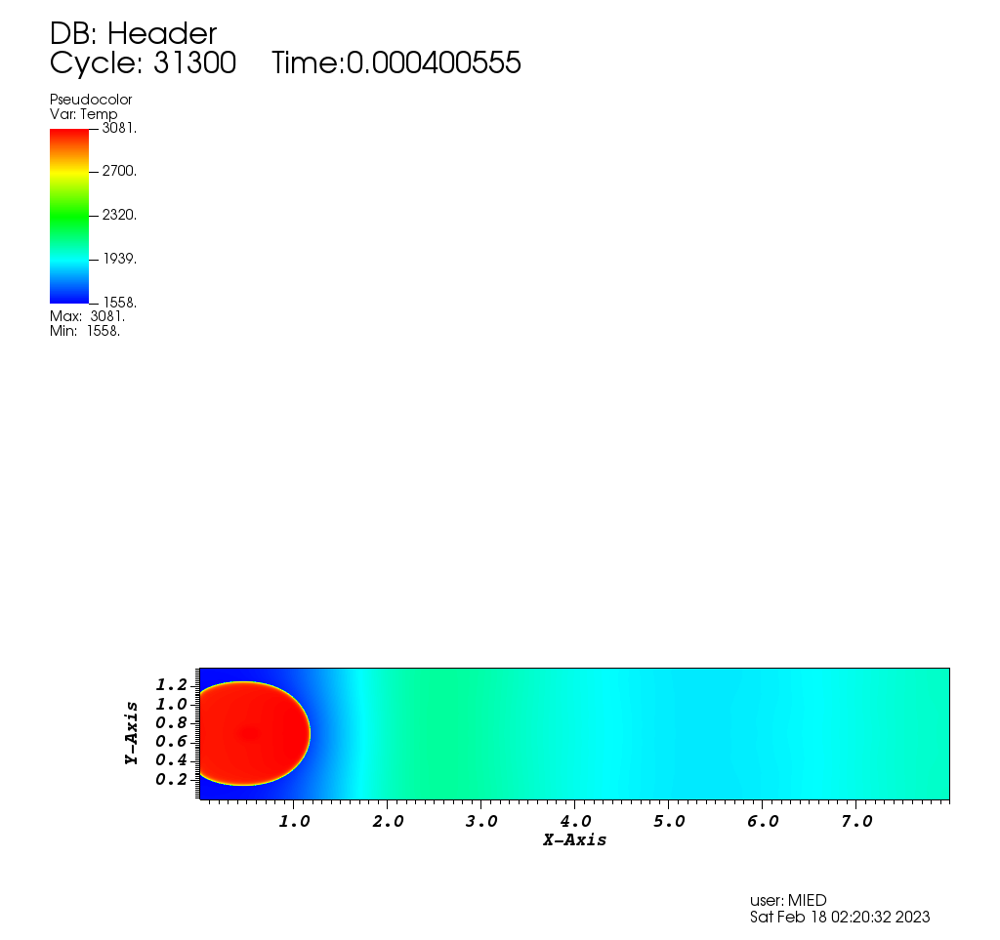 DB: Header
Cycle: 31300 Time:0.000400555
Pseudocolor
Var: Temp
3081.
2700.
2320.
1939.
1558.
Max: 3081.
Min: 1558.
1.2
1.0
0.8
0.6
0.4
0.2
Y-Axis
1.0 2.0 3.0 4.0 5.0 6.0 7.0
X-Axis
user: MIED
Sat Feb 18 02:20:32 2023